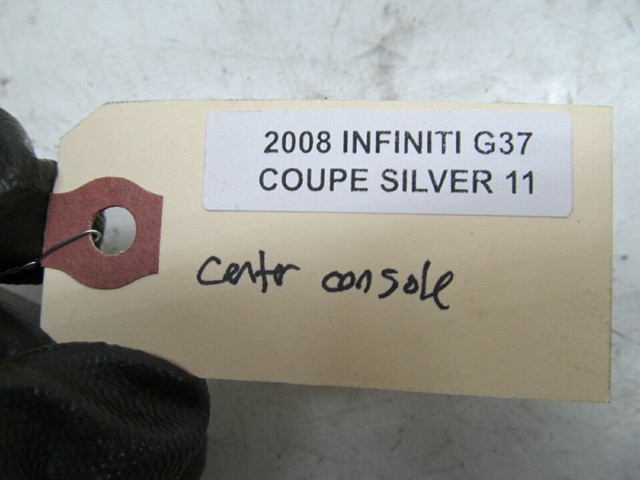 2008 INFINITI G37
COUPE SILVER 11
center console